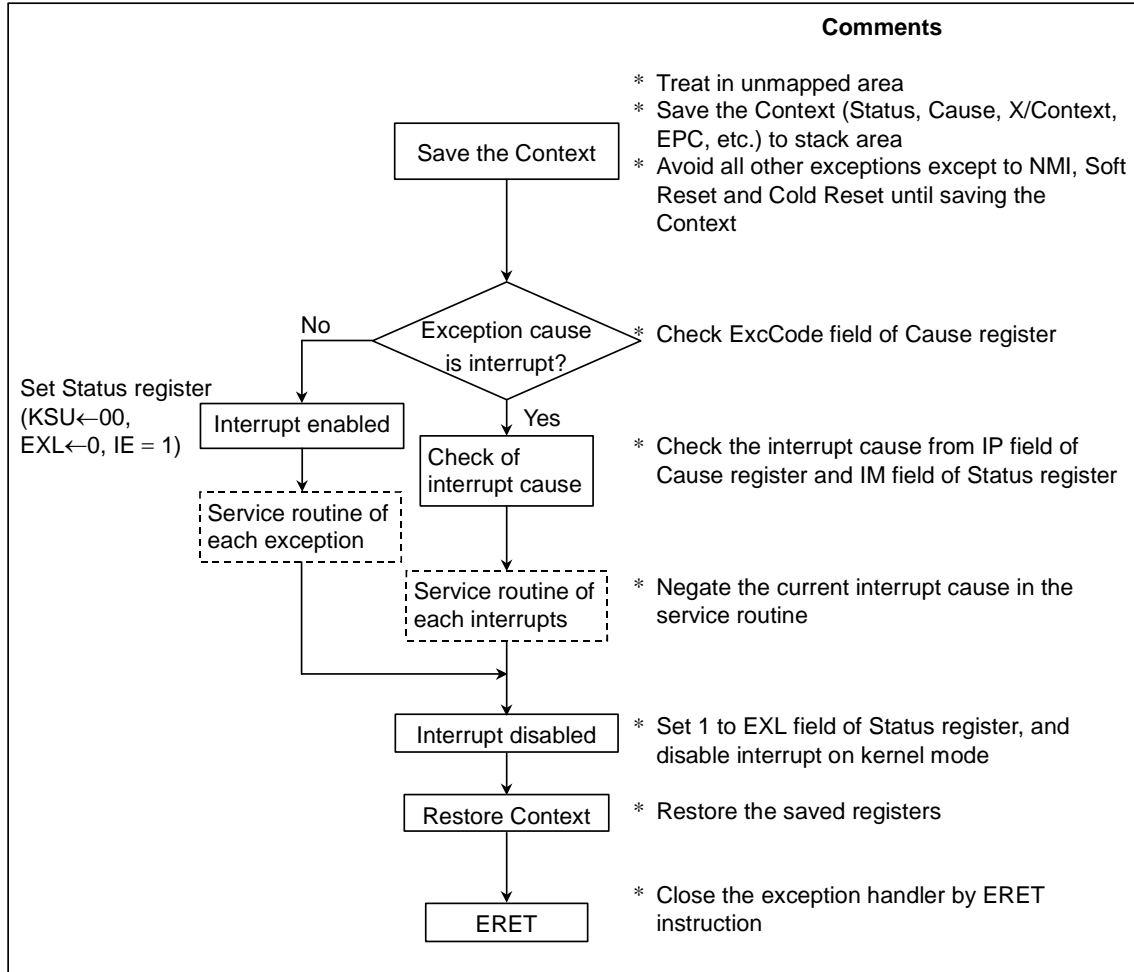 Comments
* Treat in unmapped area
* Save the Context (Status, Cause, X/Context,
EPC, etc.) to stack area
* Avoid all other exceptions except to NMI, Soft
Reset and Cold Reset until saving the
Context
Save the Context
Exception cause
is interrupt?
* Check ExcCode field of Cause register
No
Yes
Set Status register
(KSU←00,
EXL←0, IE = 1)
Interrupt enabled
Check of
interrupt cause
* Check the interrupt cause from IP field of
Cause register and IM field of Status register
Service routine of
each exception
Service routine of
each interrupts
* Negate the current interrupt cause in the
service routine
Interrupt disabled
* Set 1 to EXL field of Status register, and
disable interrupt on kernel mode
Restore Context
* Restore the saved registers
ERET
* Close the exception handler by ERET
instruction